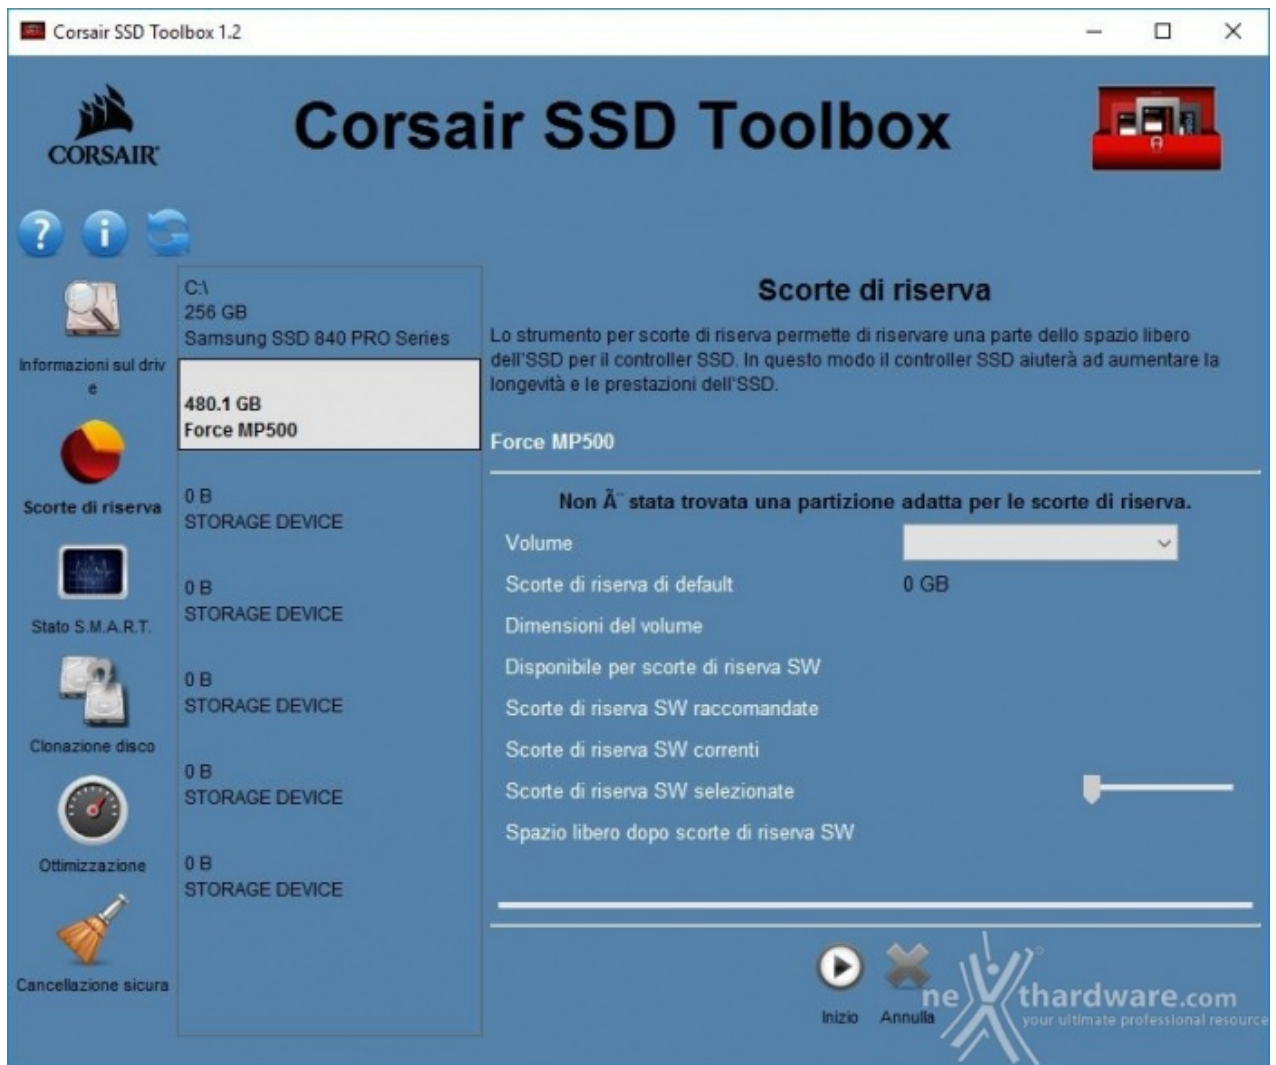 Corsair SSD Toolbox 1.2
CORSAIR
Corsair SSD Toolbox
Informazioni sul driv
e
Scorte di riserva
Stato S.M.A.R.T.
Clonazione disco
Ottimizzazione
Cancellazione sicura
C:\
256 GB
Samsung SSD 840 PRO Series
480.1 GB
Force MP500
0 B
STORAGE DEVICE
0 B
STORAGE DEVICE
0 B
STORAGE DEVICE
0 B
STORAGE DEVICE
0 B
STORAGE DEVICE
Scorte di riserva
Lo strumento per scorte di riserva permette di riservare una parte dello spazio libero
dell'SSD per il controller SSD. In questo modo il controller SSD aiuterà ad aumentare la
longevità e le prestazioni dell'SSD.
Force MP500
Non Ã¨ stata trovata una partizione adatta per le scorte di riserva.
Volume
Scorte di riserva di default 0 GB
Dimensioni del volume
Disponibile per scorte di riserva SW
Scorte di riserva SW raccomandate
Scorte di riserva SW correnti
Scorte di riserva SW selezionate
Spazio libero dopo scorte di riserva SW
Inizio Annulla
nexthardware.com
your ultimate professional resource